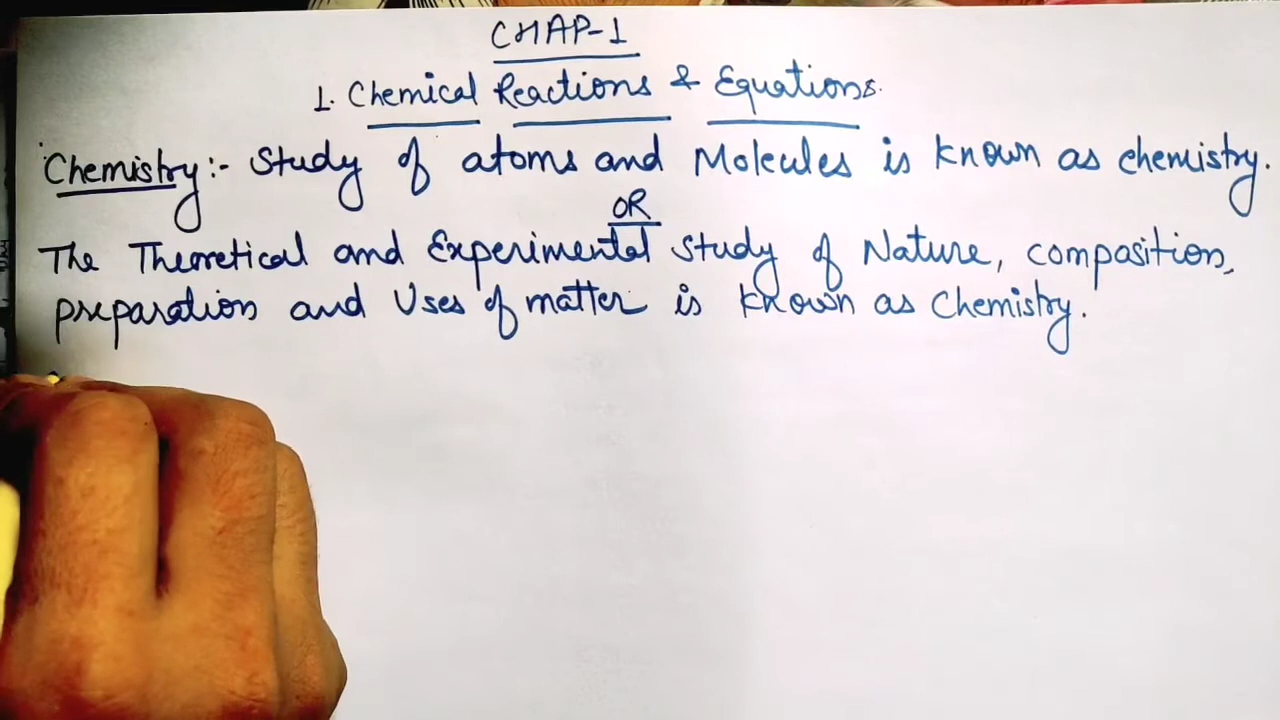 CHAP-1
1. Chemical Reactions & Equations.
Chemistry:- Study of atoms and Molecules is known as chemistry.
OR
The Theoretical and Experimental study of Nature, composition,
preparation and Uses of matter is known as Chemistry.